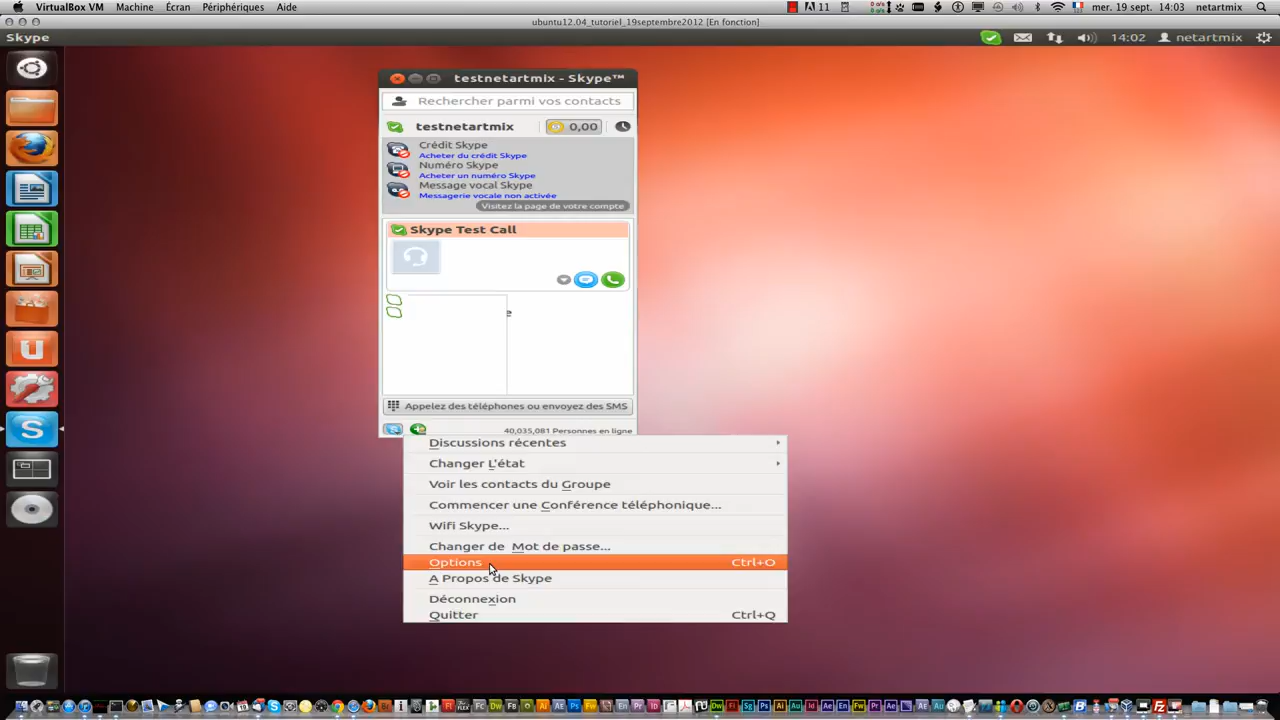 VirtualBox VM Machine Écran Périphériques Aide
11
mer. 19 sept. 14:03 netartmix
ubuntu12.04_tutoriel_19septembre2012 [En fonction]
Skype
14:02 netartmix
testnetartmix - Skype™
Rechercher parmi vos contacts
testnetartmix
0,00
Crédit Skype
Acheter du crédit Skype
Numéro Skype
Acheter un numéro Skype
Message vocal Skype
Messagerie vocale non activée
Visitez la page de votre compte
Skype Test Call
Appelez des téléphones ou envoyez des SMS
40,035,081 Personnes en ligne
Discussions récentes
Changer L'état
Voir les contacts du Groupe
Commencer une Conférence téléphonique...
Wifi Skype...
Changer de Mot de passe...
Options Ctrl+O
A Propos de Skype
Déconnexion
Quitter Ctrl+Q